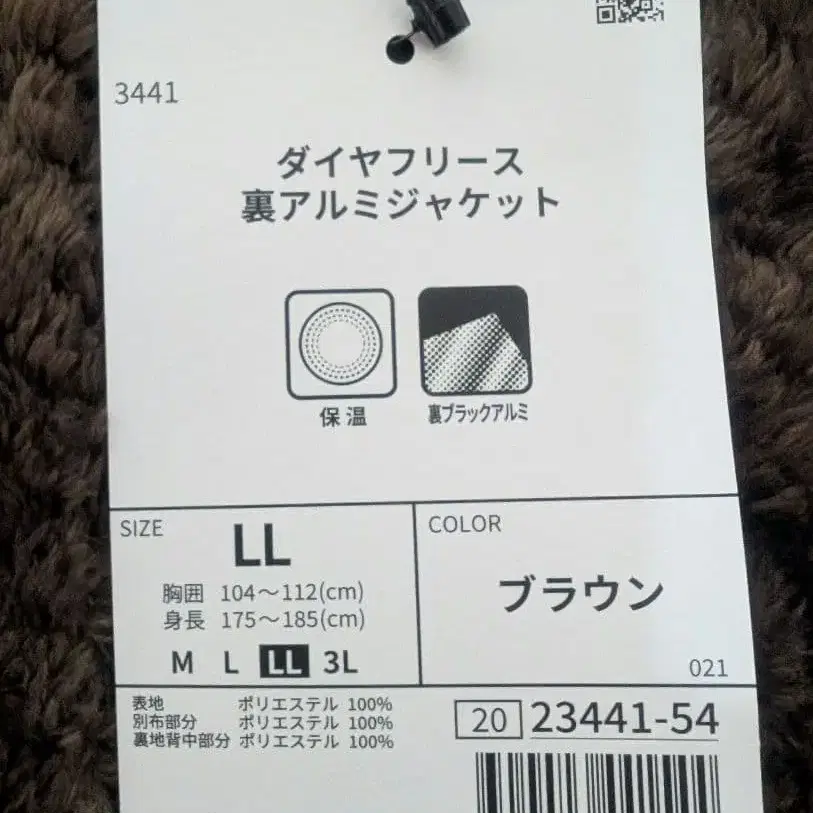 3441
ダイヤフリース
裏アルミジャケット
保温
裏ブラックアルミ
SIZE
LL
胸囲 104～112(cm)
身長 175～185(cm)
M L LL 3L
COLOR
ブラウン
021
表地 ポリエステル 100%
別布部分 ポリエステル 100%
裏地背中部分 ポリエステル 100%
20 23441-54